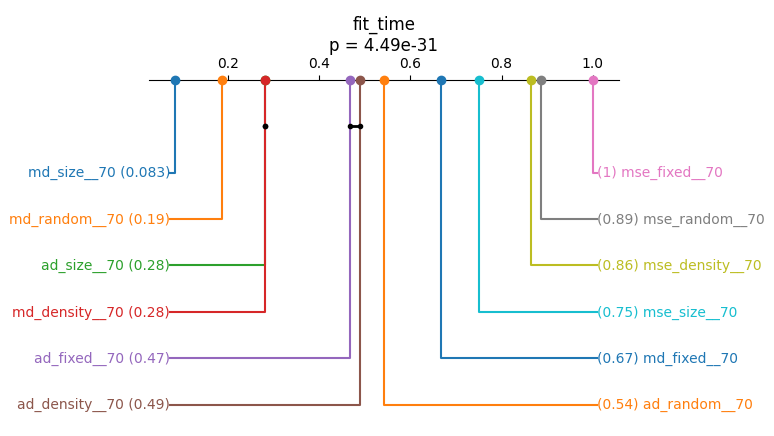 fit_time
p = 4.49e-31
0.2 0.4 0.6 0.8 1.0
md_size__70 (0.083)
(1) mse_fixed__70
md_random__70 (0.19)
(0.89) mse_random__70
ad_size__70 (0.28)
(0.86) mse_density__70
md_density__70 (0.28)
(0.75) mse_size__70
ad_fixed__70 (0.47)
(0.67) md_fixed__70
ad_density__70 (0.49)
(0.54) ad_random__70